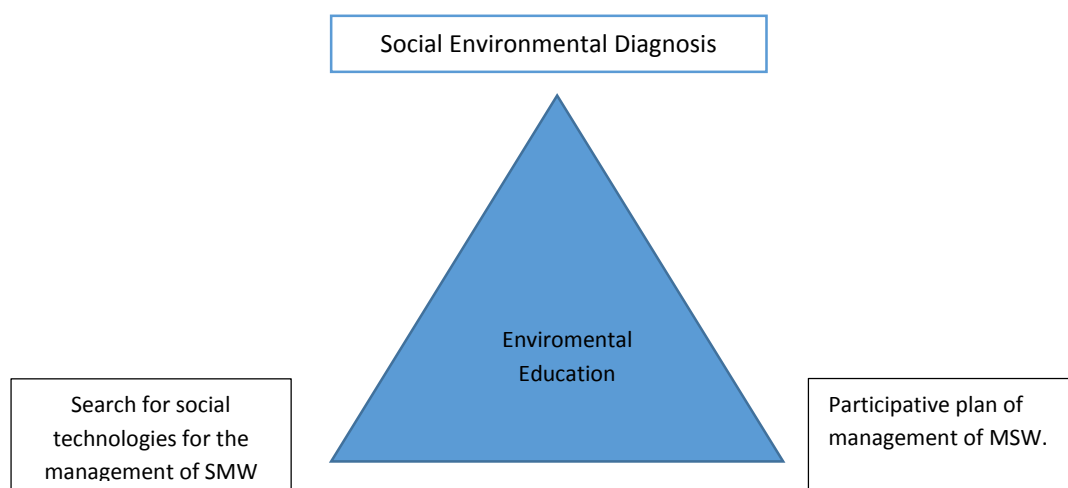 Social Environmental Diagnosis
Enviromental
Education
Search for social
technologies for the
management of SMW
Participative plan of
management of MSW.